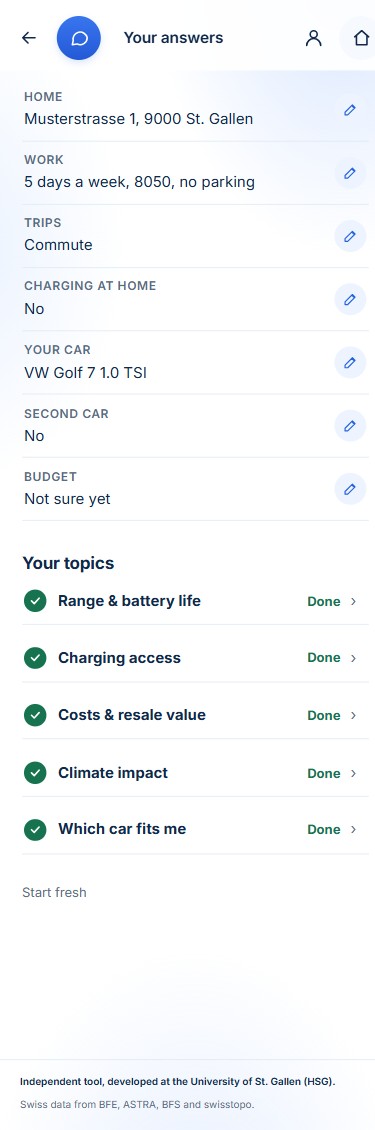 Your answers
HOME
Musterstrasse 1, 9000 St. Gallen
WORK
5 days a week, 8050, no parking
TRIPS
Commute
CHARGING AT HOME
No
YOUR CAR
VW Golf 7 1.0 TSI
SECOND CAR
No
BUDGET
Not sure yet
Your topics
Range & battery life Done
Charging access Done
Costs & resale value Done
Climate impact Done
Which car fits me Done
Start fresh
Independent tool, developed at the University of St. Gallen (HSG).
Swiss data from BFE, ASTRA, BFS and swisstopo.